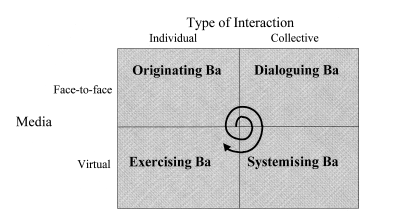 Type of Interaction
Individual Collective
Originating Ba Dialoguing Ba
Face-to-face
Media
Virtual Exercising Ba Systemising Ba